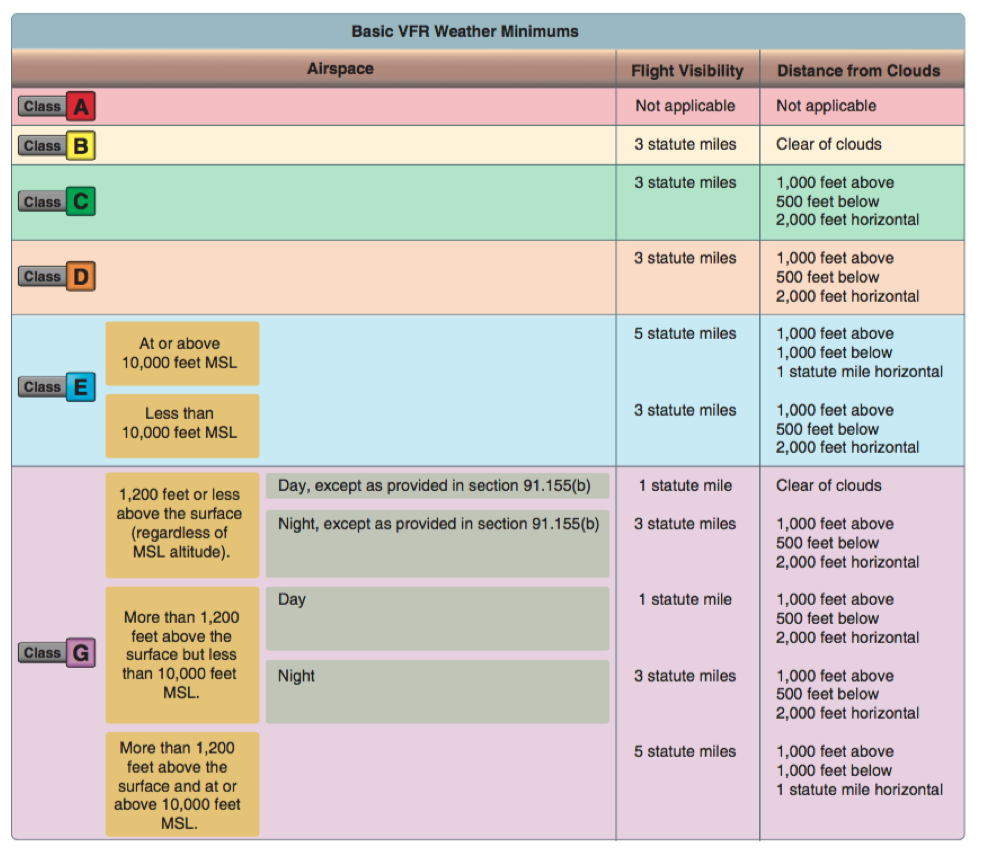 Basic VFR Weather Minimums
Airspace
Flight Visibility
Distance from Clouds
Class A
Not applicable
Not applicable
Class B
3 statute miles
Clear of clouds
Class C
3 statute miles
1,000 feet above
500 feet below
2,000 feet horizontal
Class D
3 statute miles
1,000 feet above
500 feet below
2,000 feet horizontal
Class E
At or above
10,000 feet MSL
5 statute miles
1,000 feet above
1,000 feet below
1 statute mile horizontal
Less than
10,000 feet MSL
3 statute miles
1,000 feet above
500 feet below
2,000 feet horizontal
Class G
1,200 feet or less
above the surface
(regardless of
MSL altitude).
Day, except as provided in section 91.155(b)
1 statute mile
Clear of clouds
Night, except as provided in section 91.155(b)
3 statute miles
1,000 feet above
500 feet below
2,000 feet horizontal
More than 1,200
feet above the
surface but less
than 10,000 feet
MSL.
Day
1 statute mile
1,000 feet above
500 feet below
2,000 feet horizontal
Night
3 statute miles
1,000 feet above
500 feet below
2,000 feet horizontal
More than 1,200
feet above the
surface and at or
above 10,000 feet
MSL.
5 statute miles
1,000 feet above
1,000 feet below
1 statute mile horizontal